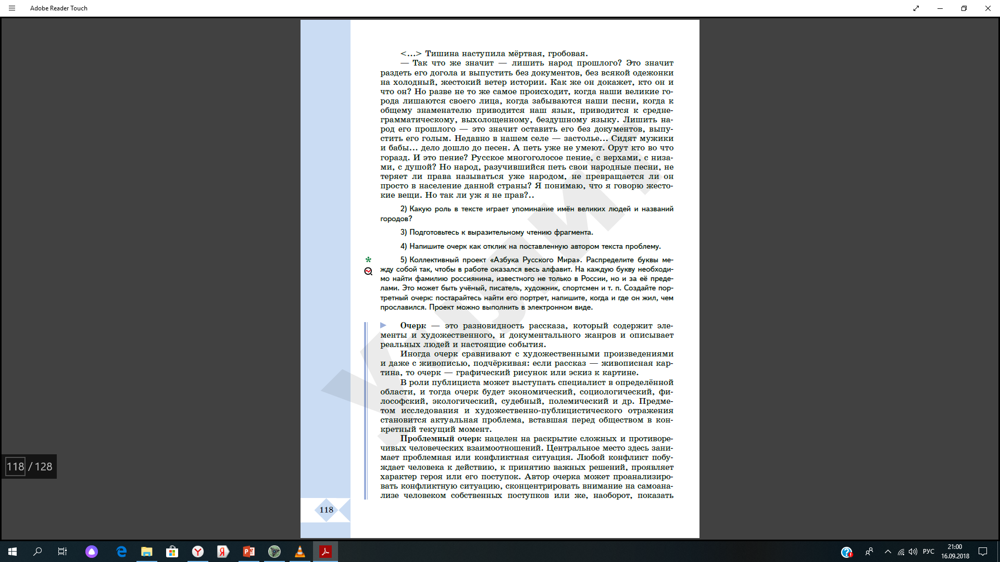 Adobe Reader Touch
<...> Тишина наступила мёртвая, гробовая.
— Так что же значит — лишить народ прошлого? Это значит
раздеть его догола и выпустить без документов, без всякой одежонки
на холодный, жестокий ветер истории. Как же он докажет, кто он и
что он? Но разве не то же самое происходит, когда наши великие го-
рода лишаются своего лица, когда забываются наши песни, когда к
общему знаменателю приводится наш язык, приводится к средне-
грамматическому, выхолощенному, бездушному языку. Лишить на-
род его прошлого — это значит оставить его без документов, выпу-
стить его голым. Недавно в нашем селе — застолье... Сидят мужики
и бабы... дело дошло до песен. А петь уже не умеют. Орут кто во что
горазд. И это пение? Русское многоголосое пение, с верхами, с низа-
ми, с душой? Но народ, разучившийся петь свои народные песни, не
теряет ли права называться уже народом, не превращается ли он
просто в население данной страны? Я понимаю, что я говорю жесто-
кие вещи. Но так ли уж я не прав?..
2) Какую роль в тексте играет упоминание имён великих людей и названий
городов?
3) Подготовьтесь к выразительному чтению фрагмента.
4) Напишите очерк как отклик на поставленную автором текста проблему.
5) Коллективный проект «Азбука Русского Мира». Распределите буквы ме-
жду собой так, чтобы в работе оказался весь алфавит. На каждую букву необходи-
мо найти фамилию россиянина, известного не только в России, но и за её преде-
лами. Это может быть учёный, писатель, художник, спортсмен и т. п. Создайте пор-
третный очерк: постарайтесь найти его портрет, напишите, когда и где он жил, чем
прославился. Проект можно выполнить в электронном виде.
Очерк — это разновидность рассказа, который содержит эле-
менты и художественного, и документального жанров и описывает
реальных людей и настоящие события.
Иногда очерк сравнивают с художественными произведениями
и даже с живописью, подчёркивая: если рассказ — живописная кар-
тина, то очерк — графический рисунок или эскиз к картине.
В роли публициста может выступать специалист в определённой
области, и тогда очерк будет экономический, социологический, фи-
лософский, экологический, судебный, полемический и др. Предме-
том исследования и художественно-публицистического отражения
становится актуальная проблема, вставшая перед обществом в кон-
кретный текущий момент.
Проблемный очерк нацелен на раскрытие сложных и противоре-
чивых человеческих взаимоотношений. Центральное место здесь зани-
мает проблемная или конфликтная ситуация. Любой конфликт побу-
ждает человека к действию, к принятию важных решений, проявляет
характер героя или его поступок. Автор очерка может проанализиро-
вать конфликтную ситуацию, сконцентрировать внимание на самоана-
лизе человеком собственных поступков или же, наоборот, показать
118
Учлит
118 / 128
РУС
21:00
16.09.2018